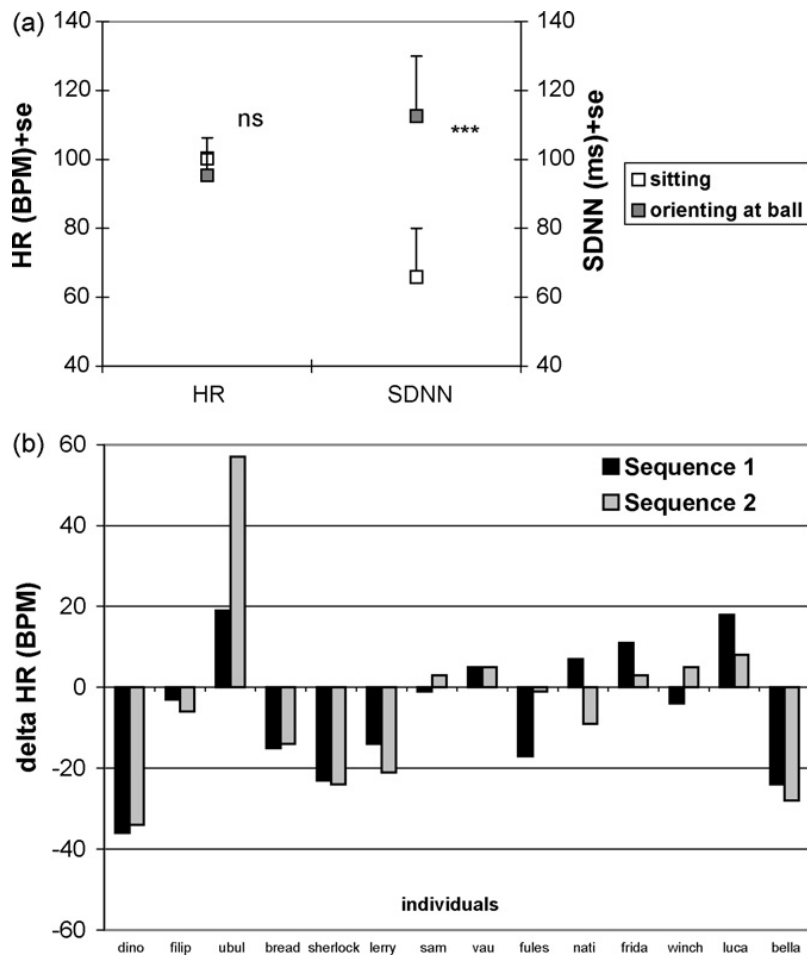 (a)
140
120
100
80
60
40
HR (BPM)+se
ns
***
140
120
100
80
60
40
SDNN (ms)+se
sitting
orienting at ball
HR SDNN
(b)
60
40
20
0
-20
-40
-60
delta HR (BPM)
Sequence 1
Sequence 2
individuals
dino filip ubul bread sherlock lerry sam vau fules nati frida winch luca bella